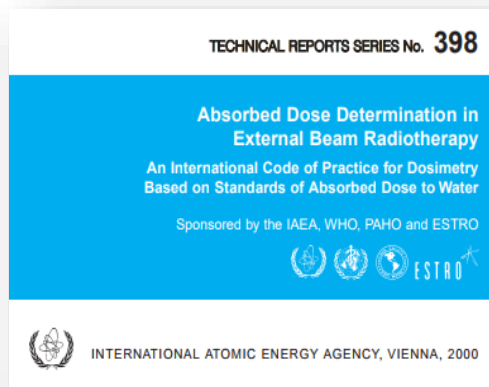 TECHNICAL REPORTS SERIES No. 398
Absorbed Dose Determination in
External Beam Radiotherapy
An International Code of Practice for Dosimetry
Based on Standards of Absorbed Dose to Water
Sponsored by the IAEA, WHO, PAHO and ESTRO
ESTRO
INTERNATIONAL ATOMIC ENERGY AGENCY, VIENNA, 2000